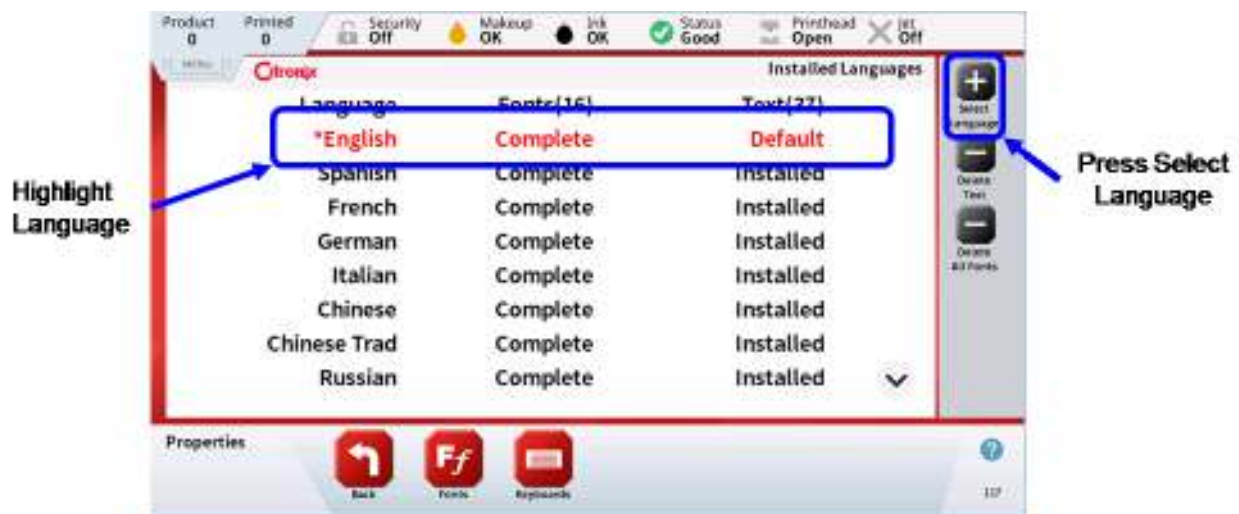 Product Printed Security Makeup Ink Status Printhead Jet
0 0 Off OK OK Good Open Off
MENU Citronix Installed Languages
Language Fonts(16) Text(27)
*English Complete Default
Spanish Complete Installed
French Complete Installed
German Complete Installed
Italian Complete Installed
Chinese Complete Installed
Chinese Trad Complete Installed
Russian Complete Installed
Select
Language
Delete
Text
Delete
All Fonts
Highlight
Language
Press Select
Language
Properties
Ff
Back Fonts Keyboards
?